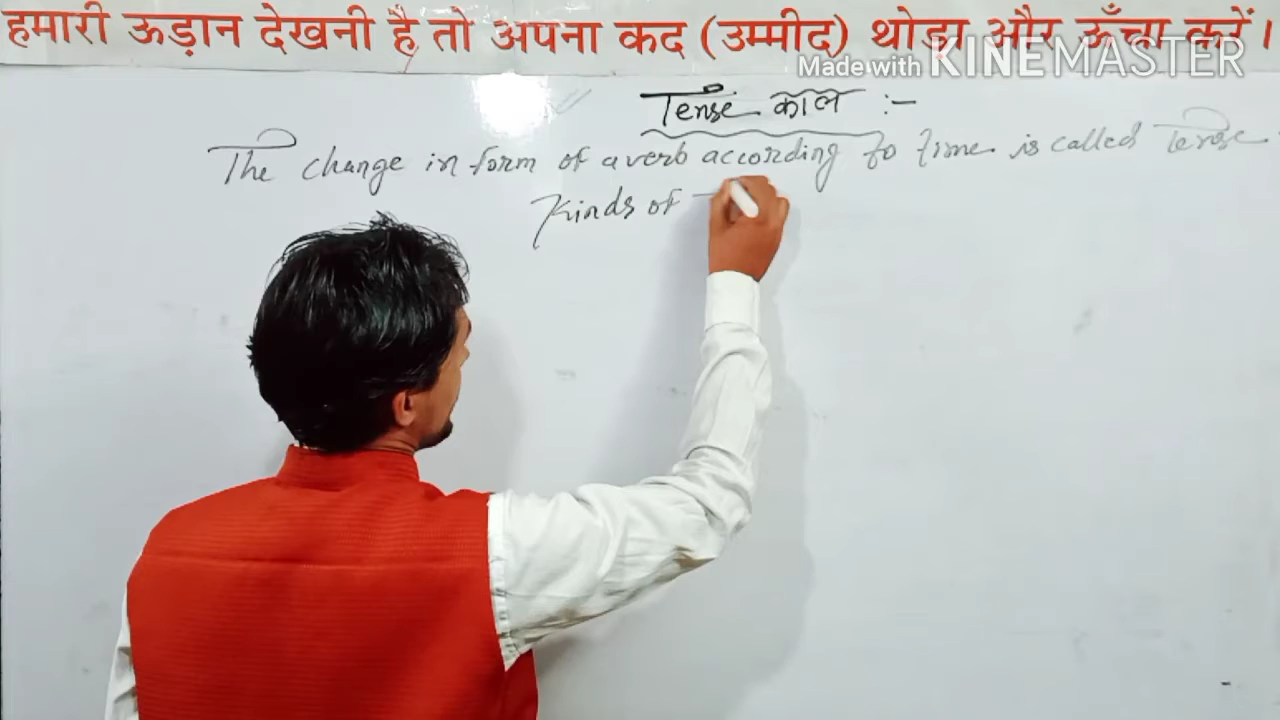 हमारी ऊड़ान देखनी है तो अपना कद (उम्मीद) थोडा और ऊँचा करें।
Made with KINEMASTER
Tense काल :-
The change in form of a verb according to time is called Tense
Kinds of